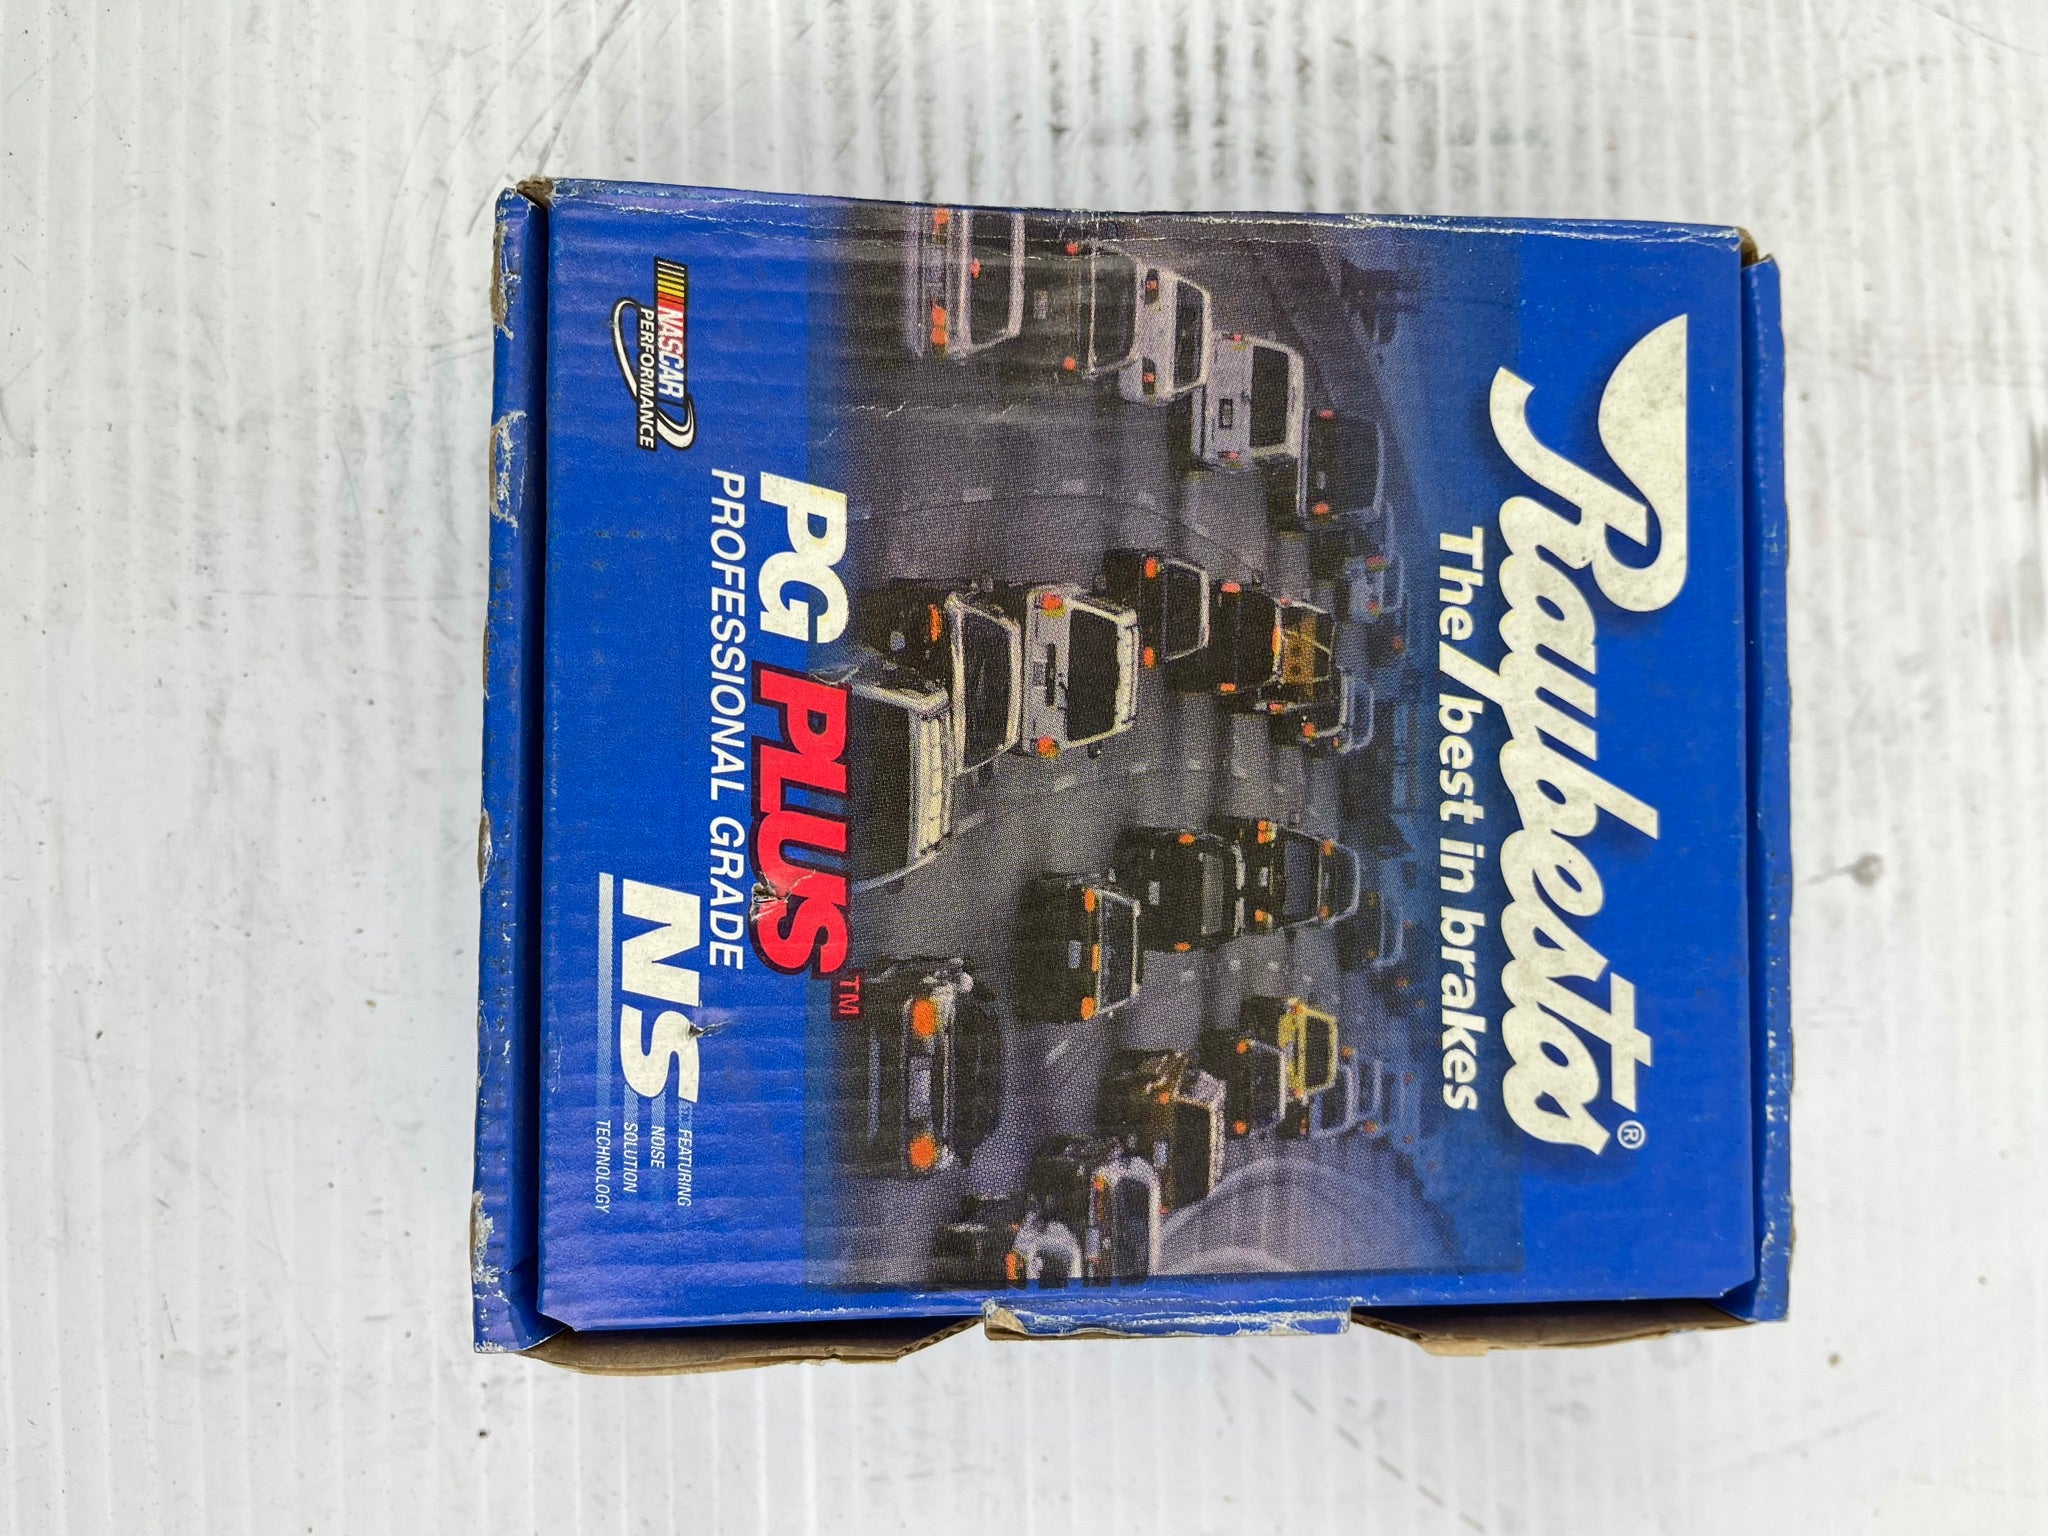 Raybestos®
The best in brakes
PG PLUS™
PROFESSIONAL GRADE
NASCAR
PERFORMANCE
NS
FEATURING
NOISE
SOLUTION
TECHNOLOGY